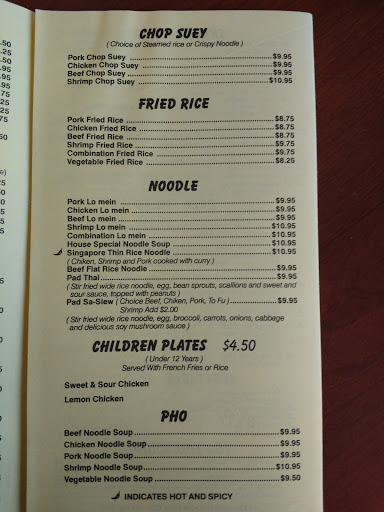 CHOP SUEY
( Choice of Steamed rice or Crispy Noodle )
Pork Chop Suey ........ $9.95
Chicken Chop Suey ........ $9.95
Beef Chop Suey ........ $9.95
Shrimp Chop Suey ........ $10.95
FRIED RICE
Pork Fried Rice ........ $8.75
Chicken Fried Rice ........ $8.75
Beef Fried Rice ........ $8.75
Shrimp Fried Rice ........ $9.75
Combination Fried Rice ........ $9.75
Vegetable Fried Rice ........ $8.25
NOODLE
Pork Lo mein ........ $9.95
Chicken Lo mein ........ $9.95
Beef Lo mein ........ $9.95
Shrimp Lo mein ........ $10.95
Combination Lo mein ........ $10.95
House Special Noodle Soup ........ $10.95
Singapore Thin Rice Noodle ........ $10.95
( Chiken, Shrimp and Pork cooked with curry )
Beef Flat Rice Noodle ........ $9.95
Pad Thai ........ $9.95
( Stir fried wide rice noodle, egg, bean sprouts, scallions and sweet and
sour sauce, topped with peanuts )
Pad Sa-Siew ( Choice Beef, Chiken, Pork, To Fu ) ........ $9.95
Shrimp Add $2.00
( Stir fried wide rice noodle, egg, broccoli, carrots, onions, cabbage
and delicious soy mushroom sauce )
CHILDREN PLATES $4.50
( Under 12 Years )
Served With French Fries or Rice
Sweet & Sour Chicken
Lemon Chicken
PHO
Beef Noodle Soup ........ $9.95
Chicken Noodle Soup ........ $9.95
Pork Noodle Soup ........ $9.95
Shrimp Noodle Soup ........ $10.95
Vegetable Noodle Soup ........ $9.50
INDICATES HOT AND SPICY